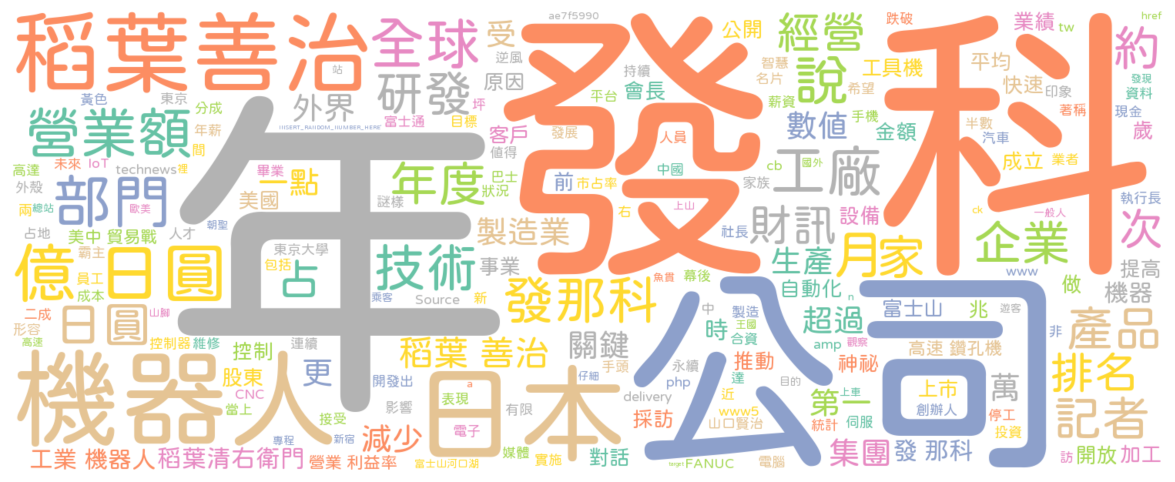 稻葉善治
全球
受
發
科
公開
經營
跌破
業績
tw
href
約
ae7f5990
逆風
智慧
名片
說
工具機
平均
快速
印象
發現
資料
站
研發
原因
持續
會長
平台
薪資
希望
手機
著稱
現金
黃色
東京
外界
INSERT_RANDOM_NUMBER_HERE
坪
富士通
目標
客戶
發展
人員
數值
金額
半數
汽車
歲
營業額
分成
年薪
間
年
值得
中國
cb
國外
工廠
成立
業者
高達
未來
IoT
technews
裡
畢業
一點
美國
年度
巴士
狀況
謎樣
前
市占率
家族
外殼
部門
兩
總站
歐美
朝聖
右
上山
社長
財訊
設備
ck
一般人
執行長
次
占地
美中 貿易戰
人才
東京大學
技術
製造業
事業
月家
企業
霸主
億 日圓
包括
占
員工
成本
乘客
Source
新
發那科
魚貫
幕後
生產
自動化
n
www
做
提高
機器
二成
形容
高速
日圓
山腳
控制器
維修
連續
稻葉 善治
關鍵
手頭
公司
中
製造
王國
合資
時
超過
富士山
兆
遊客
非
產品
機器人
控制
股東
CNC
當上
更
開發出
影響
日本
a
表現
電子
仔細
有限
delivery
永續
php
近
達
推動
amp
觀察
神祕
高速 鑽孔機
上市
創辦人
萬
排名
接受
減少
採訪
www5
山口賢治
目的
第一
上車
統計
伺服
停工
投資
記者
工業 機器人
稻葉清右衛門
專程
新宿
營業 利益率
富士山河口湖
媒體
實施
對話
target
FANUC
電腦
集團
發 那科
訪
開放
加工